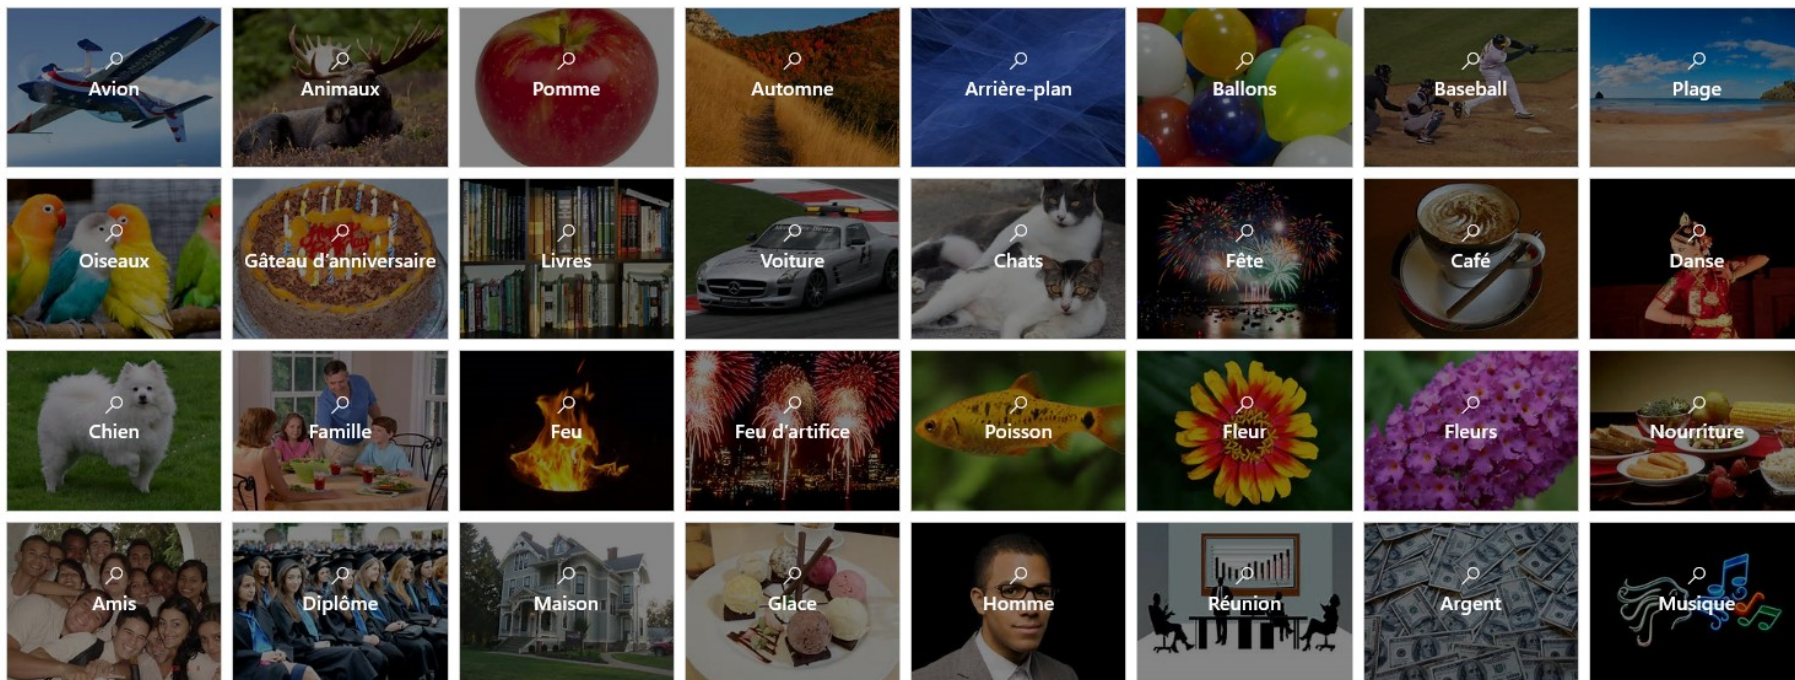 Avion
Animaux
Pomme
Automne
Arrière-plan
Ballons
Baseball
Plage
Oiseaux
Gâteau d'anniversaire
Livres
Voiture
Chats
Fête
Café
Danse
Chien
Famille
Feu
Feu d'artifice
Poisson
Fleur
Fleurs
Nourriture
Amis
Diplôme
Maison
Glace
Homme
Réunion
Argent
Musique